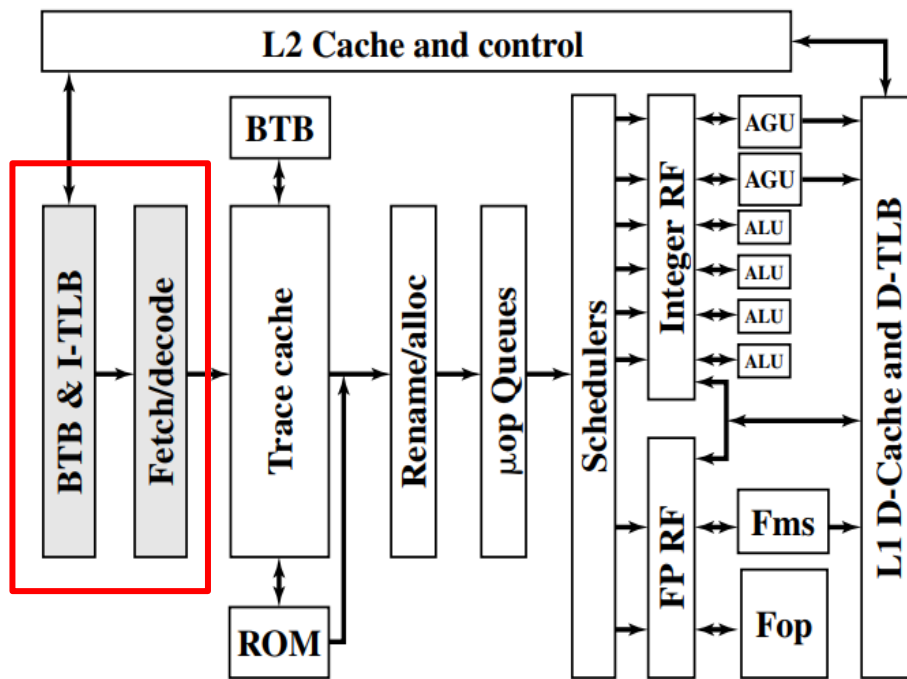 L2 Cache and control
BTB
BTB & I-TLB
Fetch/decode
Trace cache
ROM
Rename/alloc
μop Queues
Schedulers
Integer RF
FP RF
AGU
AGU
ALU
ALU
ALU
ALU
Fms
Fop
L1 D-Cache and D-TLB